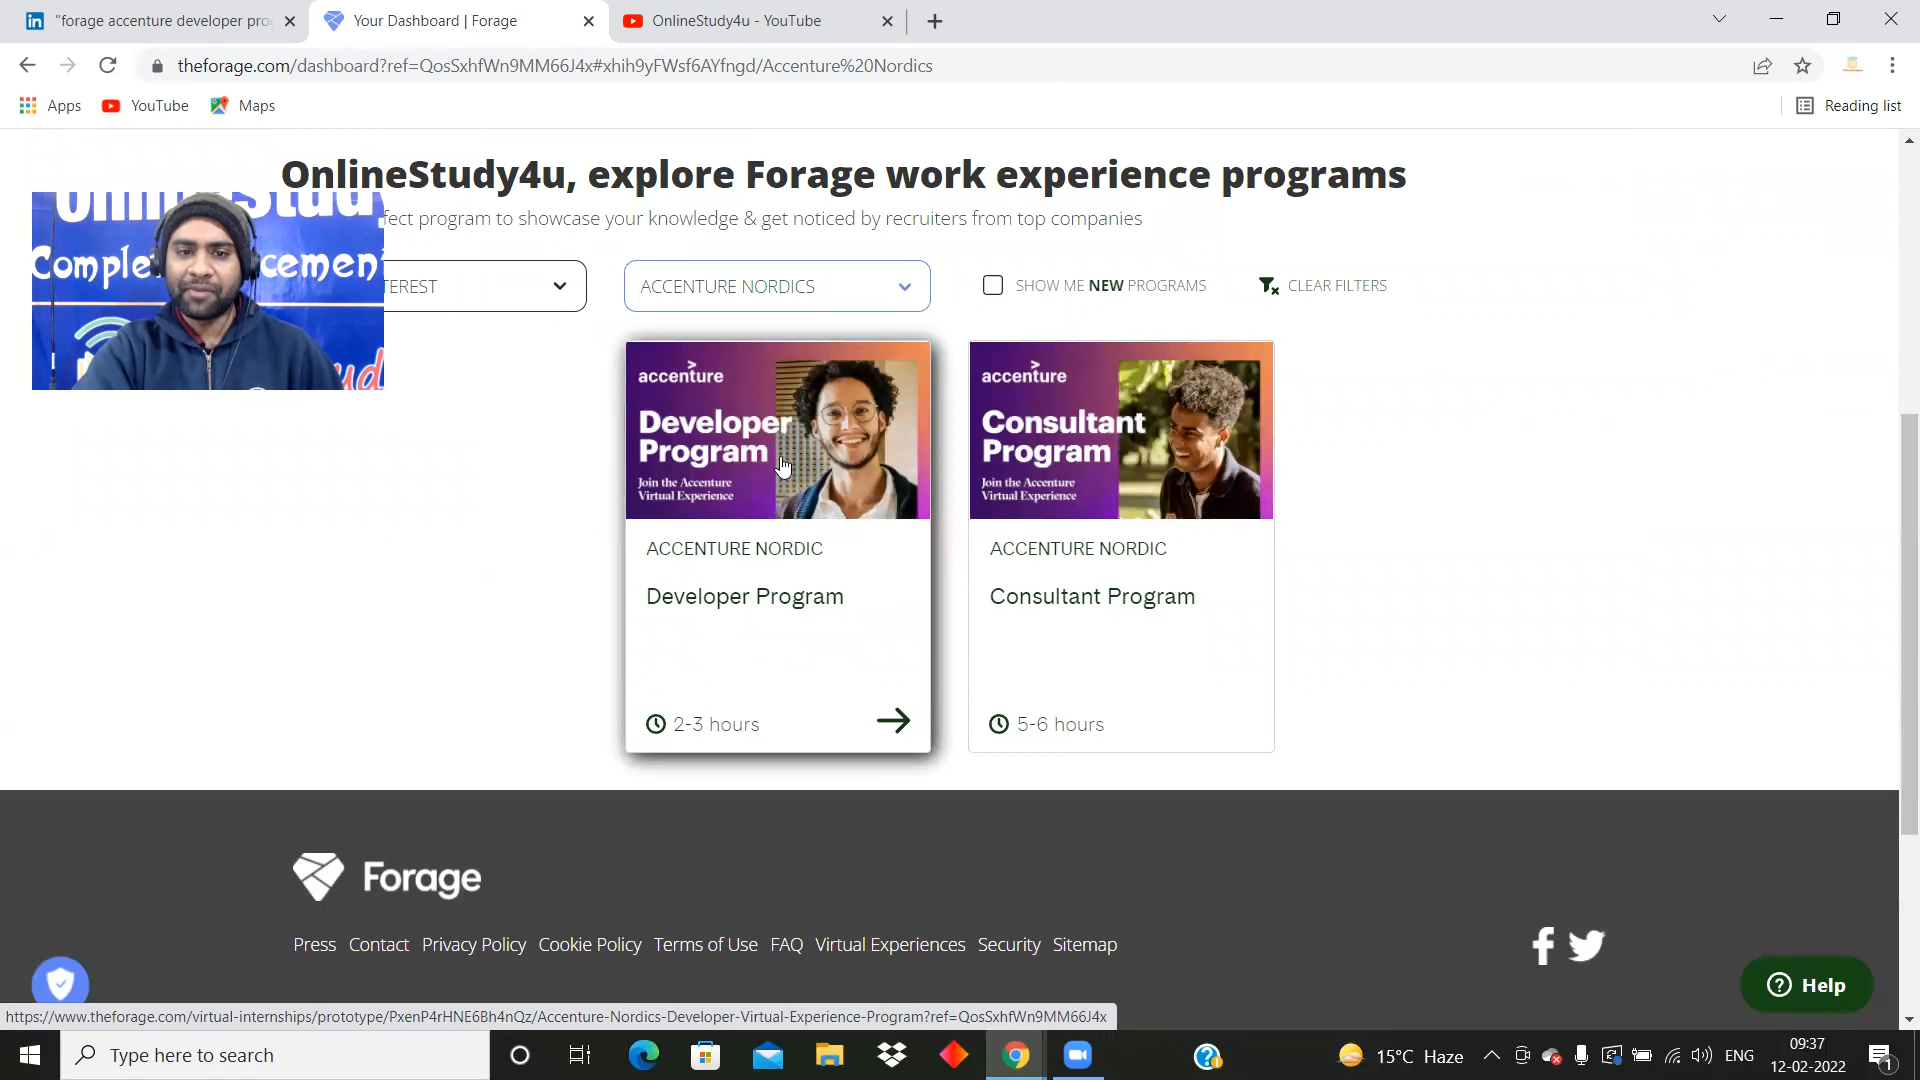 "forage accenture developer prog
Your Dashboard | Forage
OnlineStudy4u - YouTube
theforage.com/dashboard?ref=QosSxhfWn9MM66J4x#xhih9yFWsf6AYfngd/Accenture%20Nordics
Apps
YouTube
Maps
Reading list
OnlineStudy4u, explore Forage work experience programs
fect program to showcase your knowledge & get noticed by recruiters from top companies
TEREST
ACCENTURE NORDICS
SHOW ME NEW PROGRAMS
CLEAR FILTERS
accenture
Developer
Program
Join the Accenture
Virtual Experience
ACCENTURE NORDIC
Developer Program
2-3 hours
accenture
Consultant
Program
Join the Accenture
Virtual Experience
ACCENTURE NORDIC
Consultant Program
5-6 hours
Forage
Press Contact Privacy Policy Cookie Policy Terms of Use FAQ Virtual Experiences Security Sitemap
Help
https://www.theforage.com/virtual-internships/prototype/PxenP4rHNE6Bh4nQz/Accenture-Nordics-Developer-Virtual-Experience-Program?ref=QosSxhfWn9MM66J4x
Type here to search
15°C Haze
ENG
09:37
12-02-2022
1